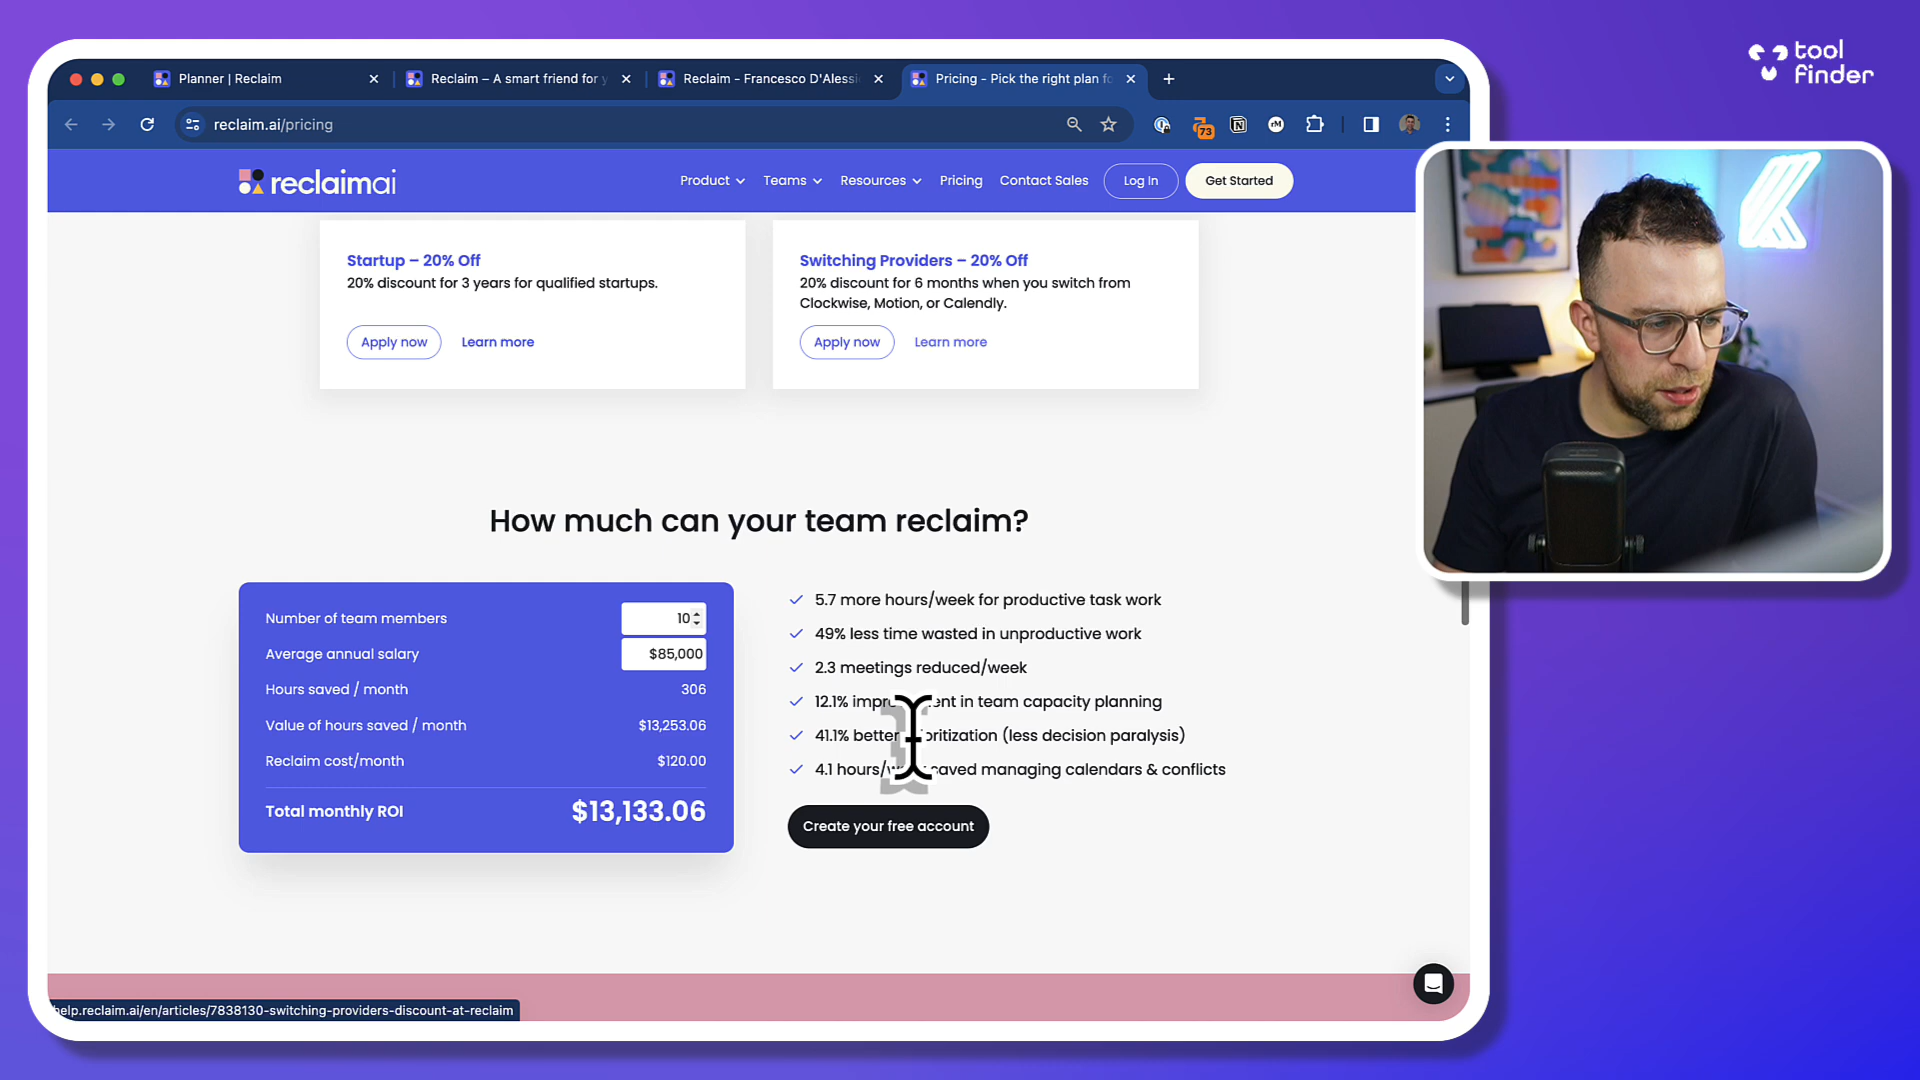 tool
finder
Planner | Reclaim
Reclaim – A smart friend for y
Reclaim - Francesco D'Alessi
Pricing - Pick the right plan fo
reclaim.ai/pricing
73
reclaimai
Product
Teams
Resources
Pricing
Contact Sales
Log In
Get Started
Startup – 20% Off
20% discount for 3 years for qualified startups.
Apply now
Learn more
Switching Providers – 20% Off
20% discount for 6 months when you switch from
Clockwise, Motion, or Calendly.
Apply now
Learn more
How much can your team reclaim?
Number of team members
10
Average annual salary
$85,000
Hours saved / month
306
Value of hours saved / month
$13,253.06
Reclaim cost/month
$120.00
Total monthly ROI
$13,133.06
5.7 more hours/week for productive task work
49% less time wasted in unproductive work
2.3 meetings reduced/week
12.1% improvement in team capacity planning
41.1% better prioritization (less decision paralysis)
4.1 hours/week saved managing calendars & conflicts
Create your free account
help.reclaim.ai/en/articles/7838130-switching-providers-discount-at-reclaim